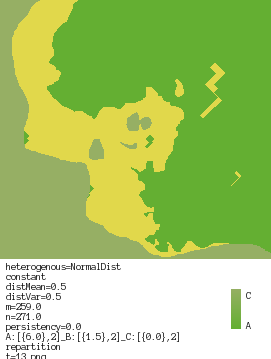 heterogenous=NormalDist
constant
distMean=0.5
distVar=0.5
m=259.0
n=271.0
persistency=0.0
A:[{6.0},2]_B:[{1.5},2]_C:[{0.0},2]
repartition
t=13.png
C
A